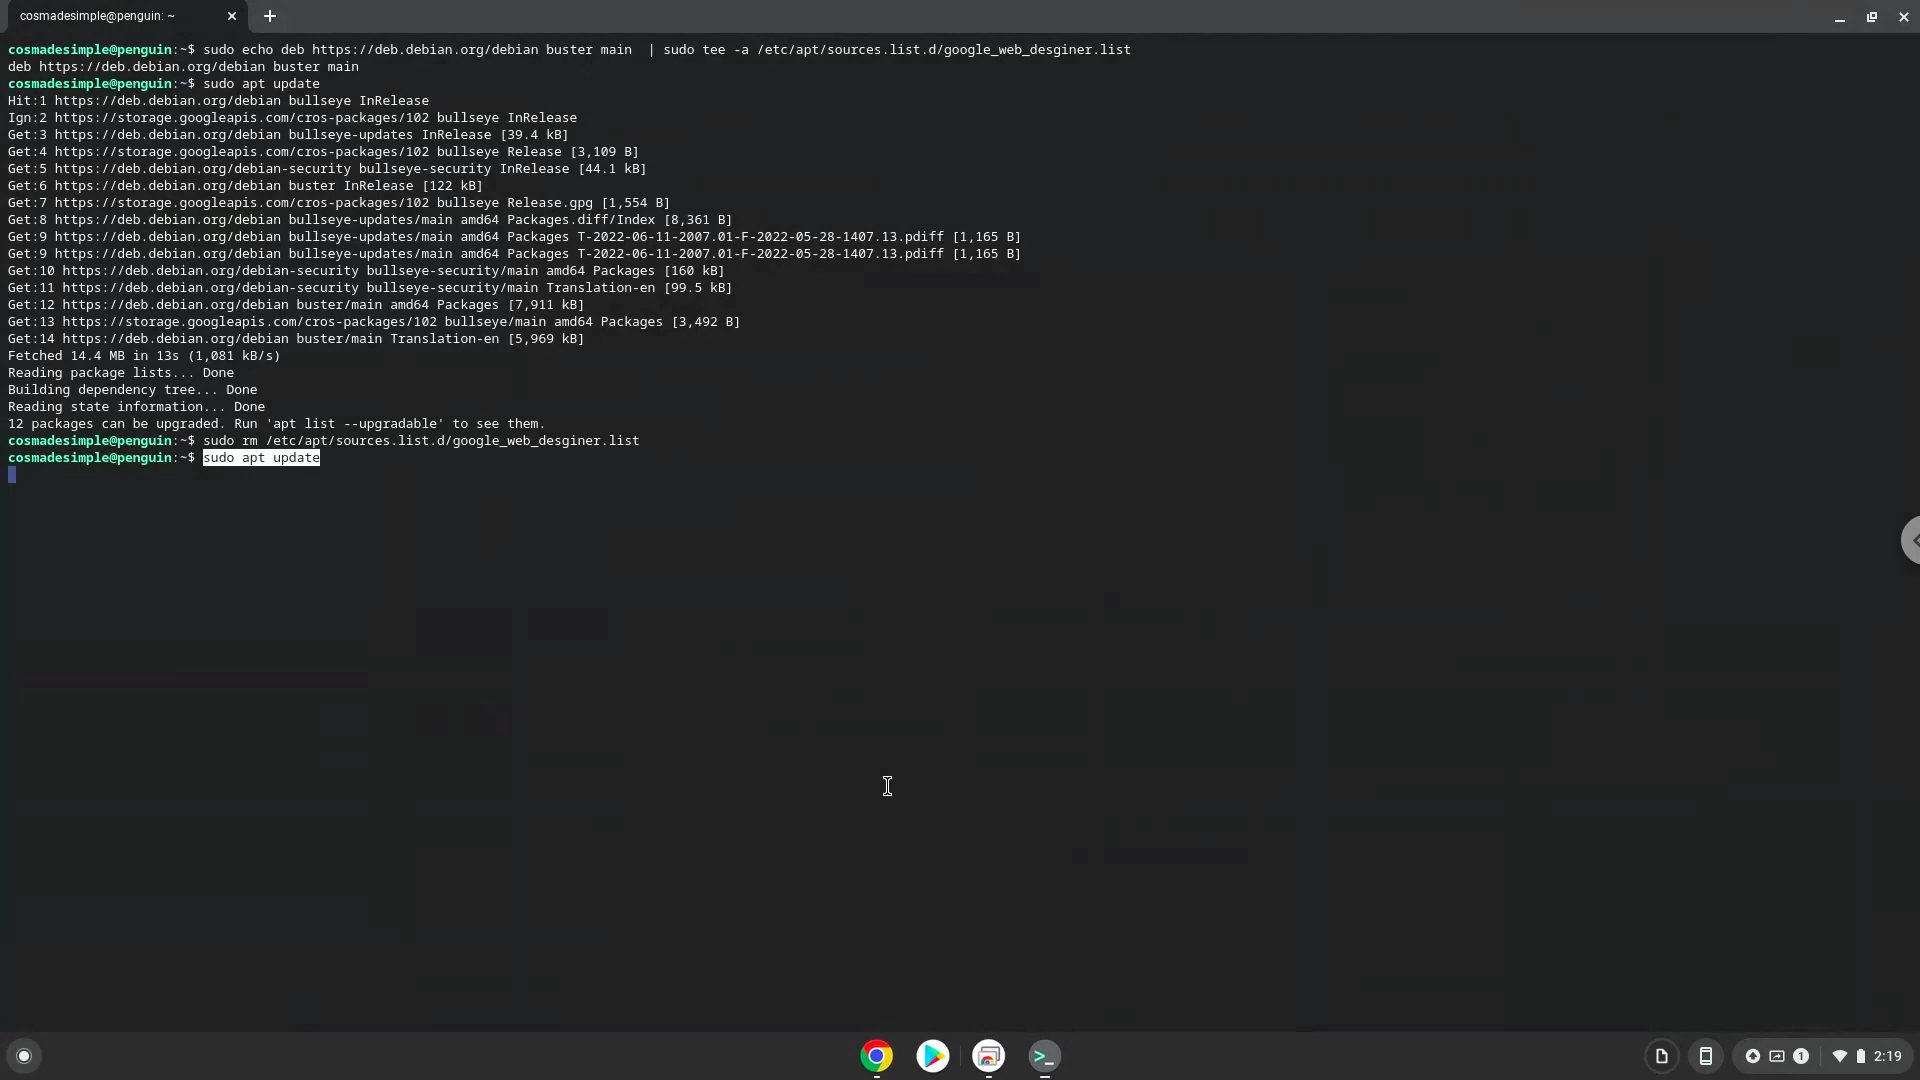 cosmadesimple@penguin: ~
cosmadesimple@penguin:~$ sudo echo deb https://deb.debian.org/debian buster main  | sudo tee -a /etc/apt/sources.list.d/google_web_desginer.list
deb https://deb.debian.org/debian buster main
cosmadesimple@penguin:~$ sudo apt update
Hit:1 https://deb.debian.org/debian bullseye InRelease
Ign:2 https://storage.googleapis.com/cros-packages/102 bullseye InRelease
Get:3 https://deb.debian.org/debian bullseye-updates InRelease [39.4 kB]
Get:4 https://storage.googleapis.com/cros-packages/102 bullseye Release [3,109 B]
Get:5 https://deb.debian.org/debian-security bullseye-security InRelease [44.1 kB]
Get:6 https://deb.debian.org/debian buster InRelease [122 kB]
Get:7 https://storage.googleapis.com/cros-packages/102 bullseye Release.gpg [1,554 B]
Get:8 https://deb.debian.org/debian bullseye-updates/main amd64 Packages.diff/Index [8,361 B]
Get:9 https://deb.debian.org/debian bullseye-updates/main amd64 Packages T-2022-06-11-2007.01-F-2022-05-28-1407.13.pdiff [1,165 B]
Get:9 https://deb.debian.org/debian bullseye-updates/main amd64 Packages T-2022-06-11-2007.01-F-2022-05-28-1407.13.pdiff [1,165 B]
Get:10 https://deb.debian.org/debian-security bullseye-security/main amd64 Packages [160 kB]
Get:11 https://deb.debian.org/debian-security bullseye-security/main Translation-en [99.5 kB]
Get:12 https://deb.debian.org/debian buster/main amd64 Packages [7,911 kB]
Get:13 https://storage.googleapis.com/cros-packages/102 bullseye/main amd64 Packages [3,492 B]
Get:14 https://deb.debian.org/debian buster/main Translation-en [5,969 kB]
Fetched 14.4 MB in 13s (1,081 kB/s)
Reading package lists... Done
Building dependency tree... Done
Reading state information... Done
12 packages can be upgraded. Run 'apt list --upgradable' to see them.
cosmadesimple@penguin:~$ sudo rm /etc/apt/sources.list.d/google_web_desginer.list
cosmadesimple@penguin:~$ sudo apt update
1
2:19